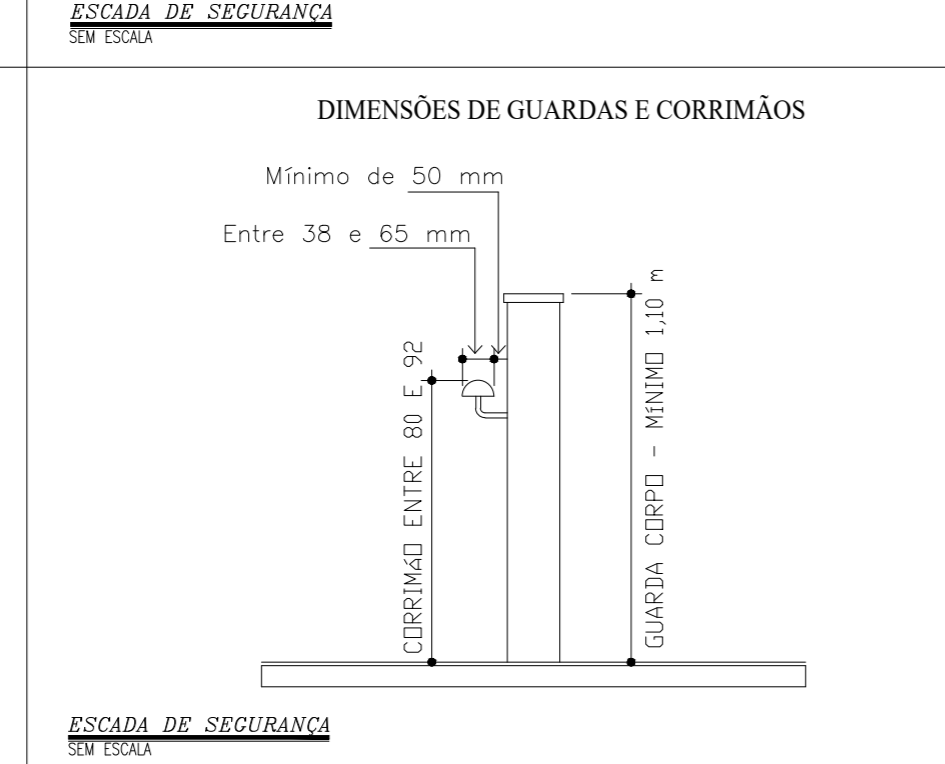 ESCADA DE SEGURANÇA
SEM ESCALA
DIMENSÕES DE GUARDAS E CORRIMÃOS
Mínimo de 50 mm
Entre 38 e 65 mm
CORRIMÃO ENTRE 80 E 92
GUARDA CORPO - MÍNIMO 1,10 m
ESCADA DE SEGURANÇA
SEM ESCALA